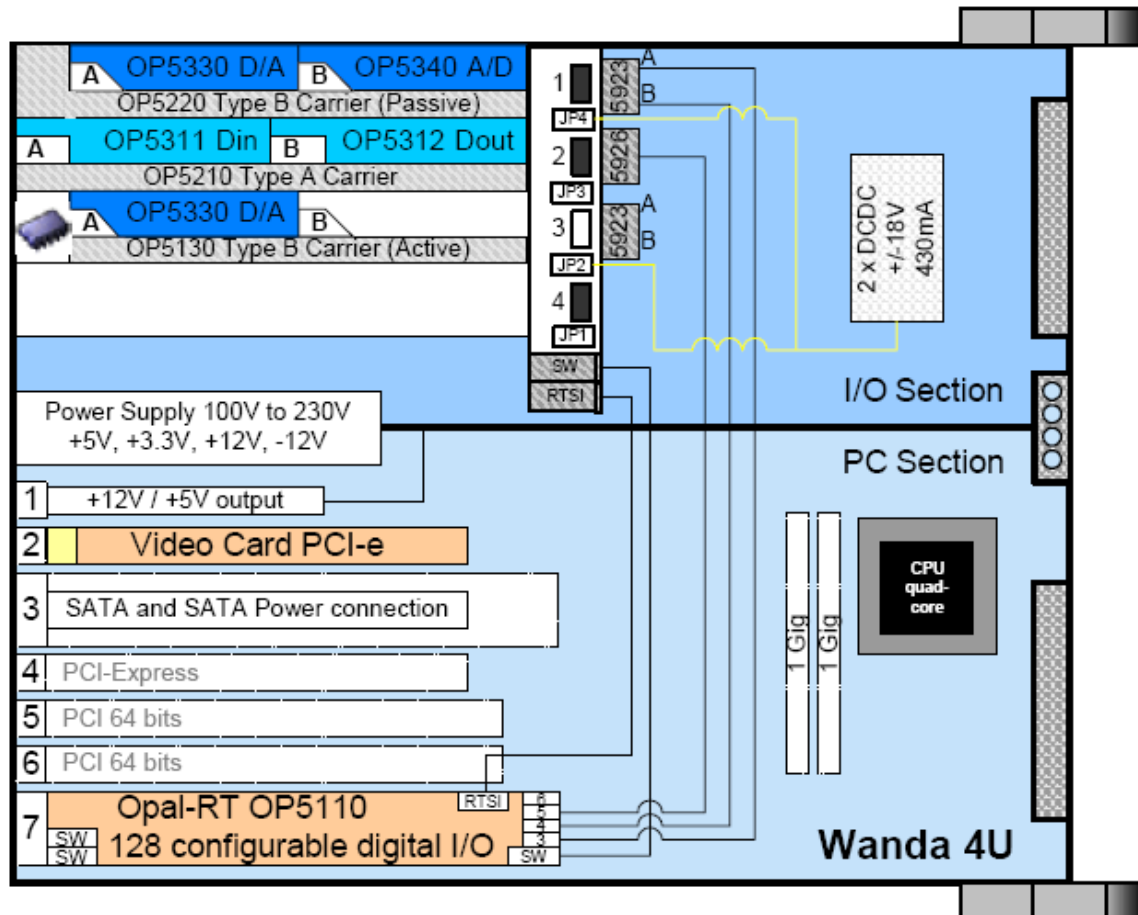 A OP5330 D/A B OP5340 A/D
OP5220 Type B Carrier (Passive)
A OP5311 Din B OP5312 Dout
OP5210 Type A Carrier
A OP5330 D/A B
OP5130 Type B Carrier (Active)
1
JP4
2
JP3
3
JP2
4
JP1
SW
RTSI
5923
A
B
5926
5923
A
B
2 x DCDC
+/-18V
430mA
I/O Section
PC Section
Power Supply 100V to 230V
+5V, +3.3V, +12V, -12V
1 +12V / +5V output
2 Video Card PCI-e
3 SATA and SATA Power connection
4 PCI-Express
5 PCI 64 bits
6 PCI 64 bits
7 Opal-RT OP5110
128 configurable digital I/O
SW
SW
RTSI
6
5
4
3
SW
1 Gig
1 Gig
CPU
quad-
core
Wanda 4U